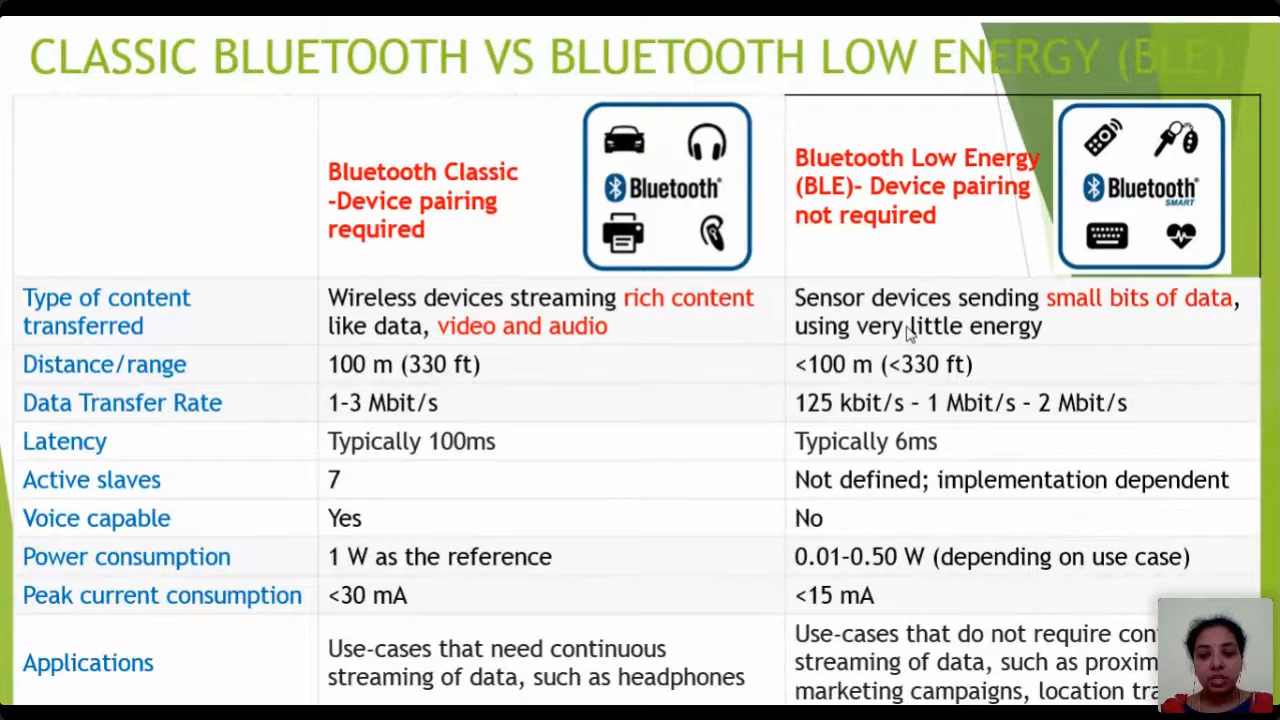 CLASSIC BLUETOOTH VS BLUETOOTH LOW ENERGY (BLE)
Bluetooth Classic
-Device pairing
required
Bluetooth
Bluetooth Low Energy
(BLE)- Device pairing
not required
Bluetooth
SMART
Type of content
transferred
Wireless devices streaming rich content
like data, video and audio
Sensor devices sending small bits of data,
using very little energy
Distance/range
100 m (330 ft)
<100 m (<330 ft)
Data Transfer Rate
1-3 Mbit/s
125 kbit/s - 1 Mbit/s - 2 Mbit/s
Latency
Typically 100ms
Typically 6ms
Active slaves
7
Not defined; implementation dependent
Voice capable
Yes
No
Power consumption
1 W as the reference
0.01-0.50 W (depending on use case)
Peak current consumption
<30 mA
<15 mA
Applications
Use-cases that need continuous
streaming of data, such as headphones
Use-cases that do not require
streaming of data, such as
marketing campaigns, location